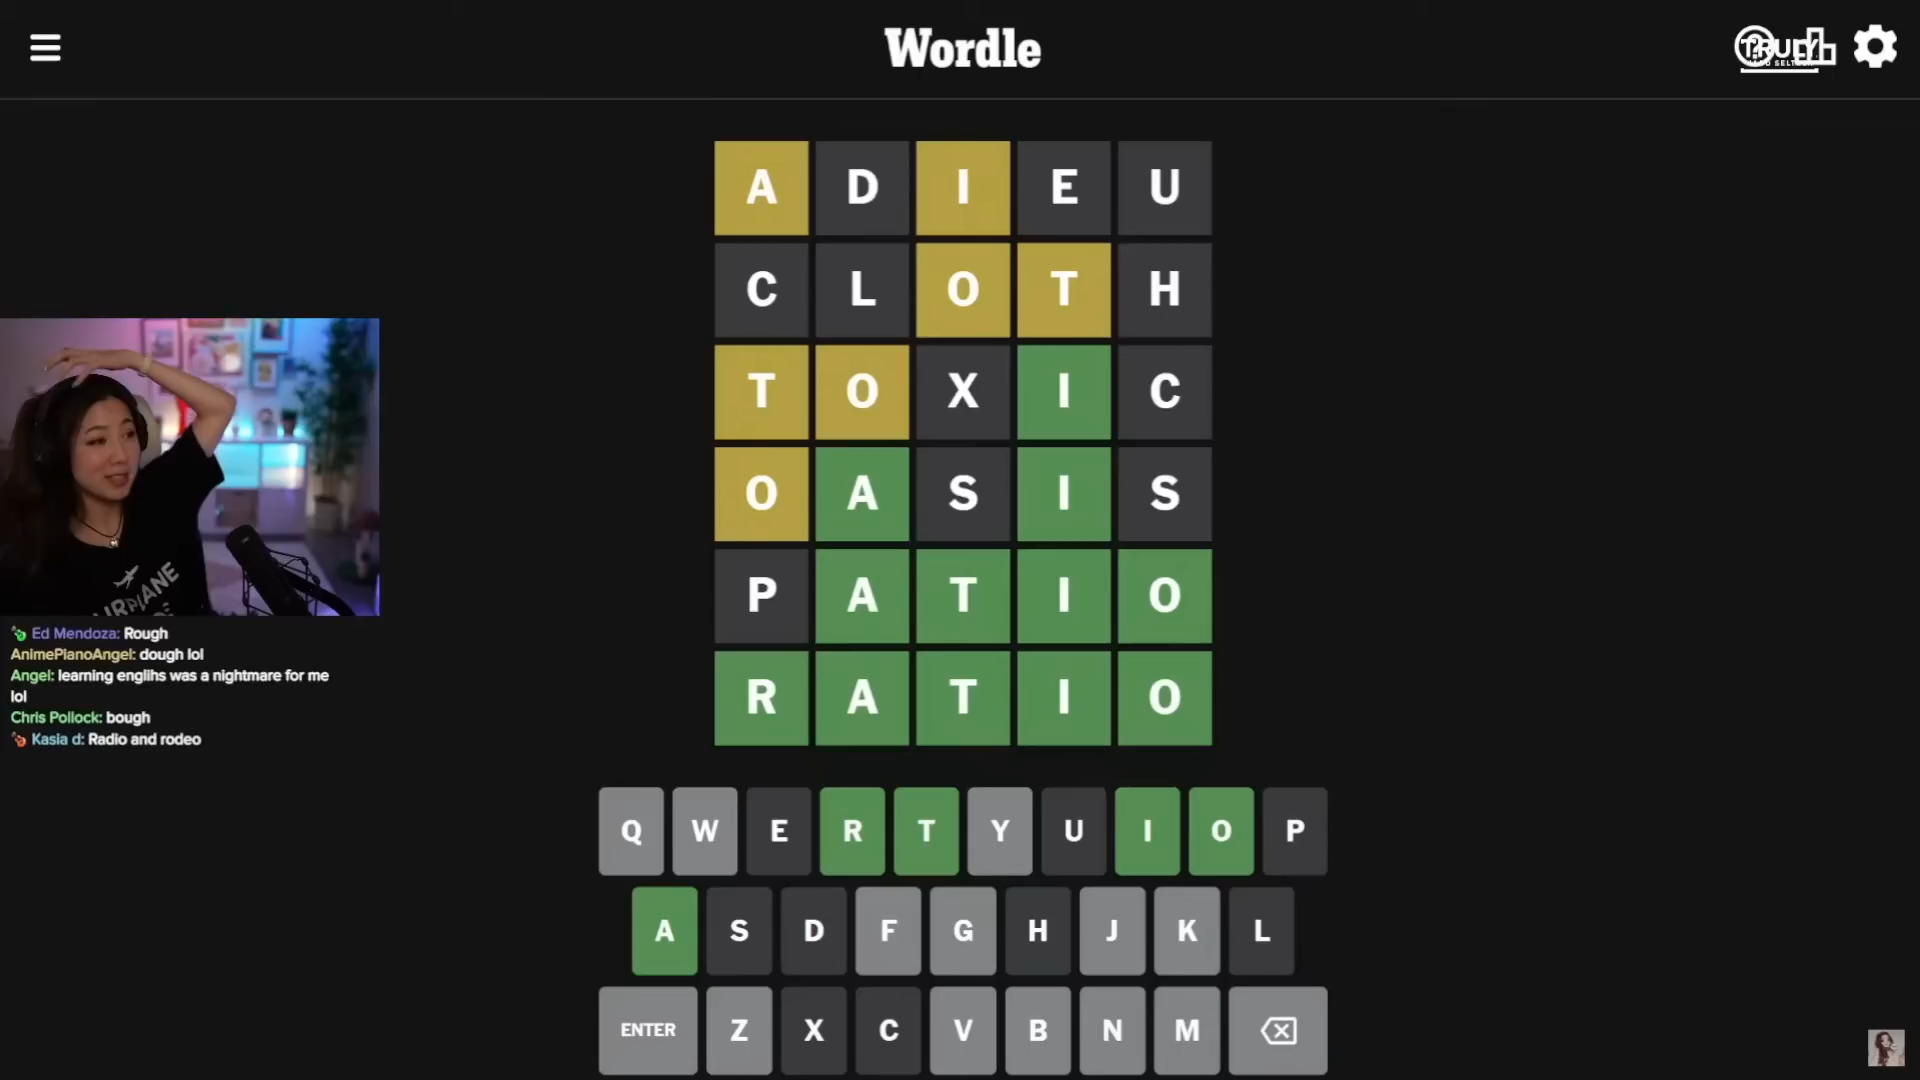 Wordle
TRULY
A D I E U
C L O T H
T O X I C
O A S I S
P A T I O
R A T I O
Ed Mendoza: Rough
AnimePianoAngel: dough lol
Angel: learning englihs was a nightmare for me
lol
Chris Pollock: bough
Kasia d: Radio and rodeo
Q W E R T Y U I O P
A S D F G H J K L
ENTER Z X C V B N M